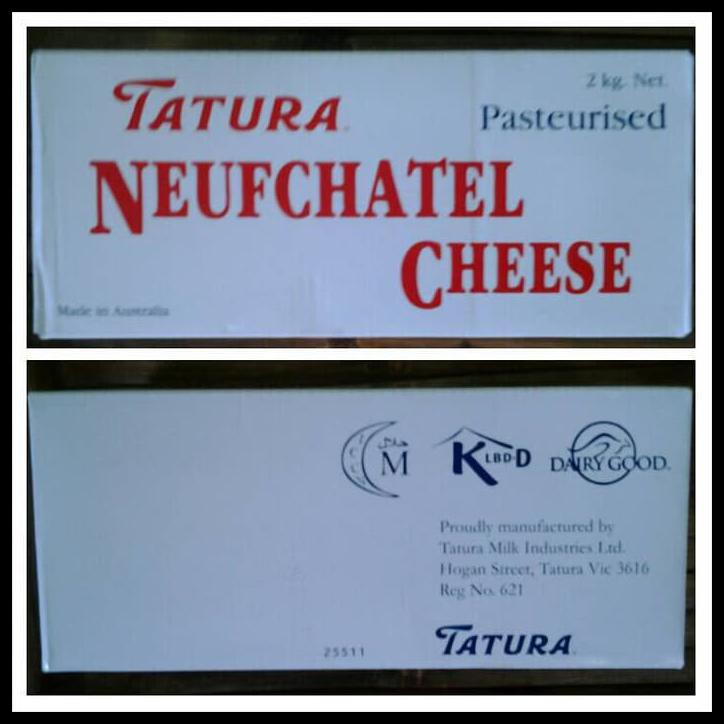 TATURA
2 kg. Net.
Pasteurised
NEUFCHATEL
CHEESE
Made in Australia
حلال
M
K LBD-D
DAIRY GOOD.
Proudly manufactured by
Tatura Milk Industries Ltd.
Hogan Street, Tatura Vic 3616
Reg No. 621
25511
TATURA